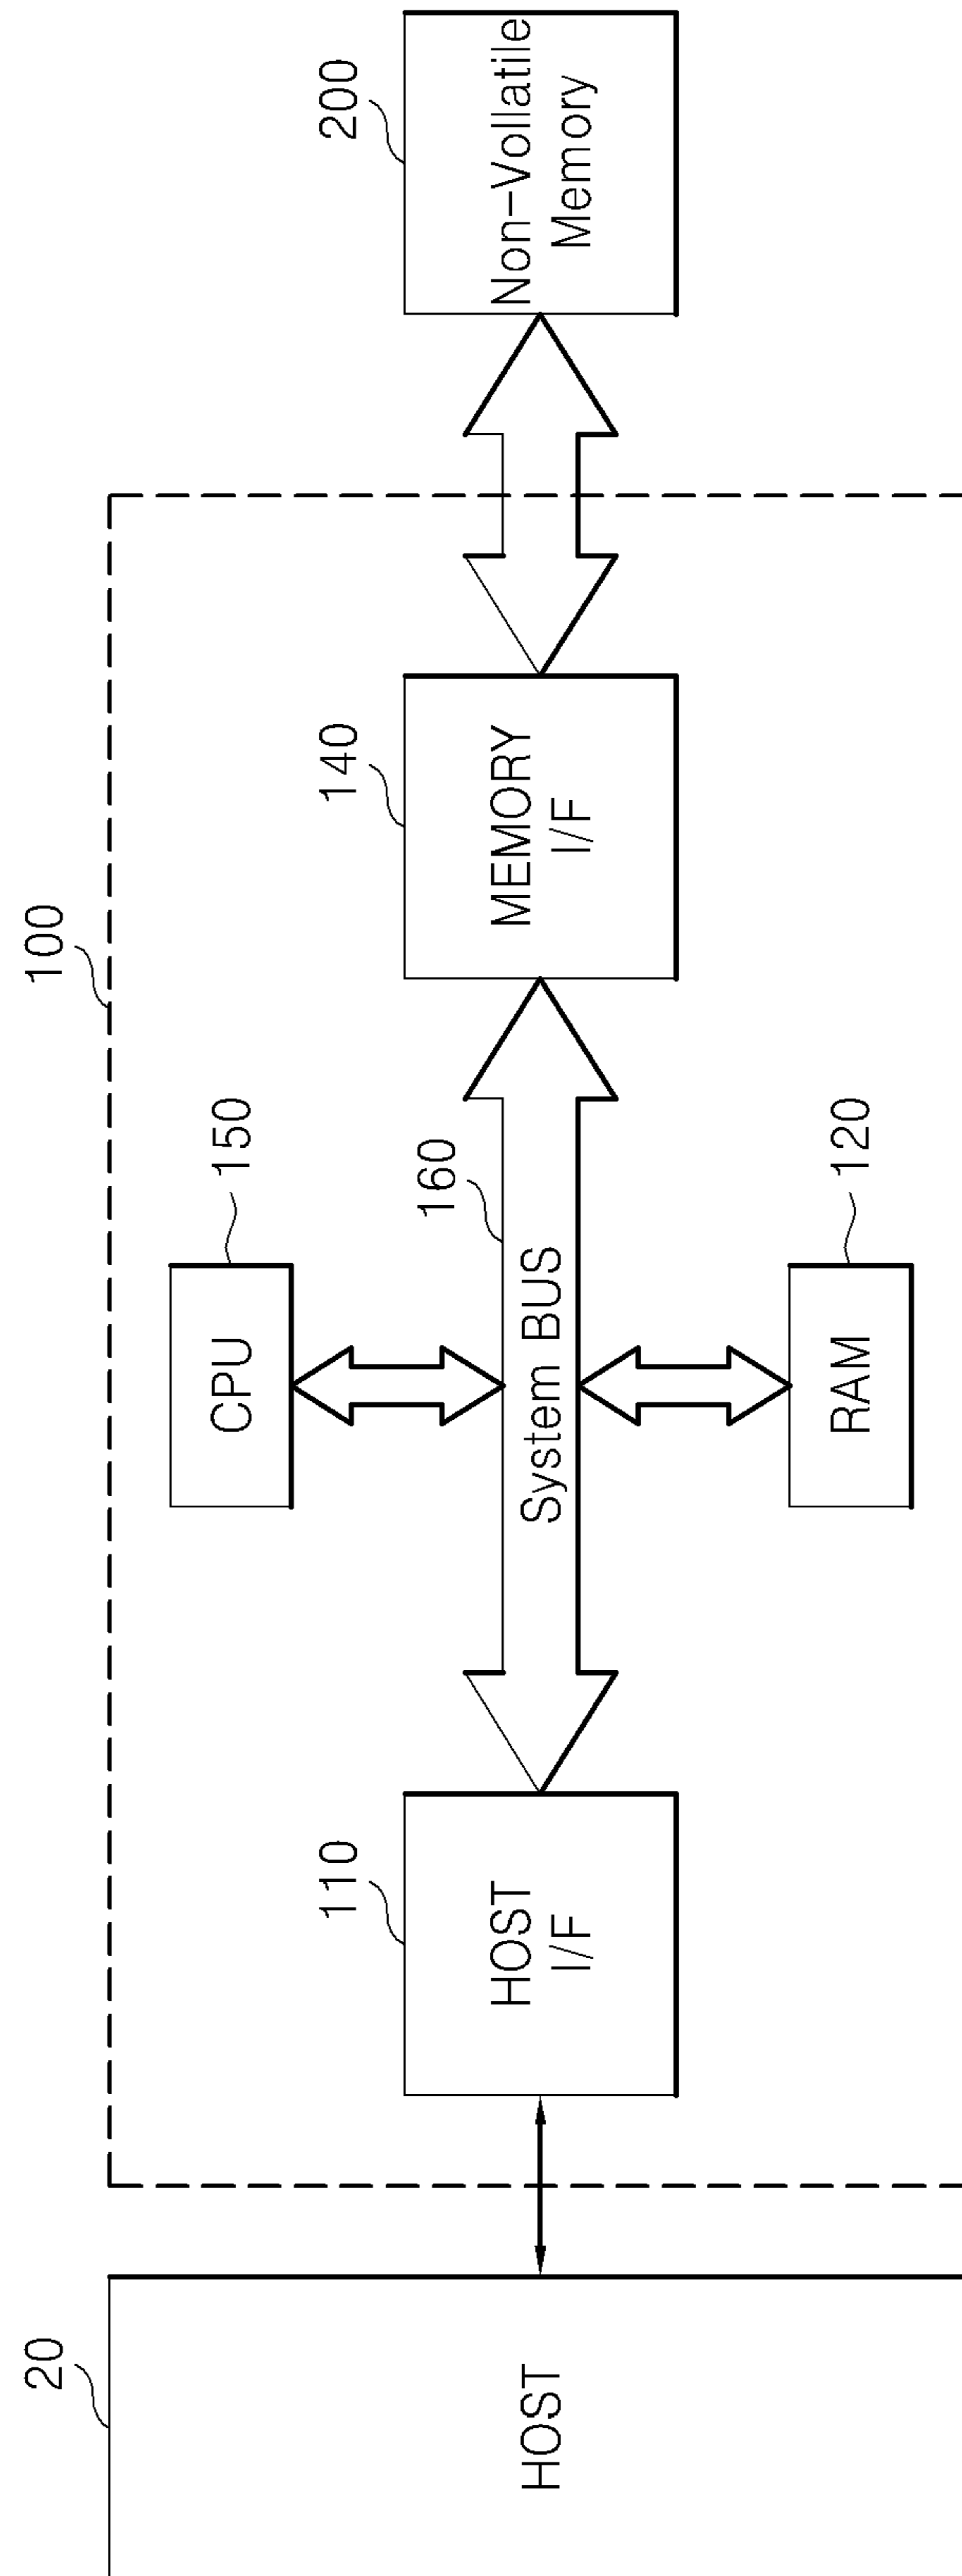 100
20
HOST
110
HOST
I/F
150
CPU
160
System BUS
120
RAM
140
MEMORY
I/F
200
Non-Vollatile
Memory